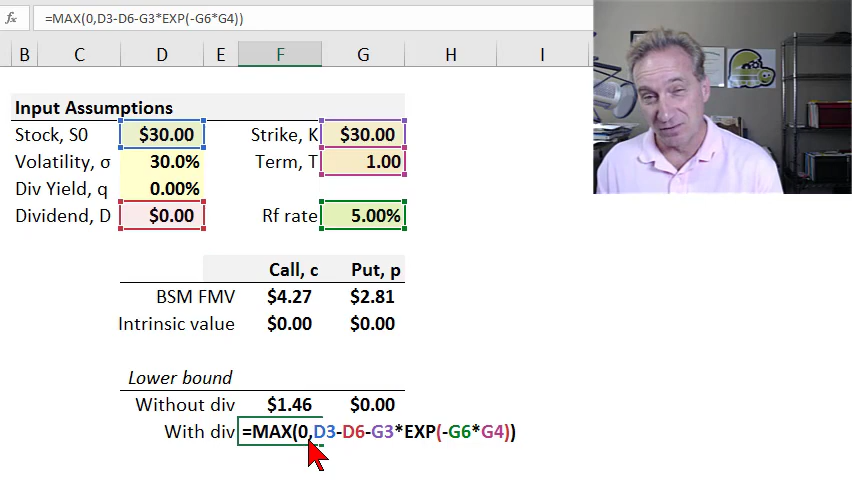 fx =MAX(0,D3-D6-G3*EXP(-G6*G4))
B C D E F G H I
Input Assumptions
Stock, S0 $30.00 Strike, K $30.00
Volatility, σ 30.0% Term, T 1.00
Div Yield, q 0.00%
Dividend, D $0.00 Rf rate 5.00%
Call, c Put, p
BSM FMV $4.27 $2.81
Intrinsic value $0.00 $0.00
Lower bound
Without div $1.46 $0.00
With div =MAX(0,D3-D6-G3*EXP(-G6*G4))